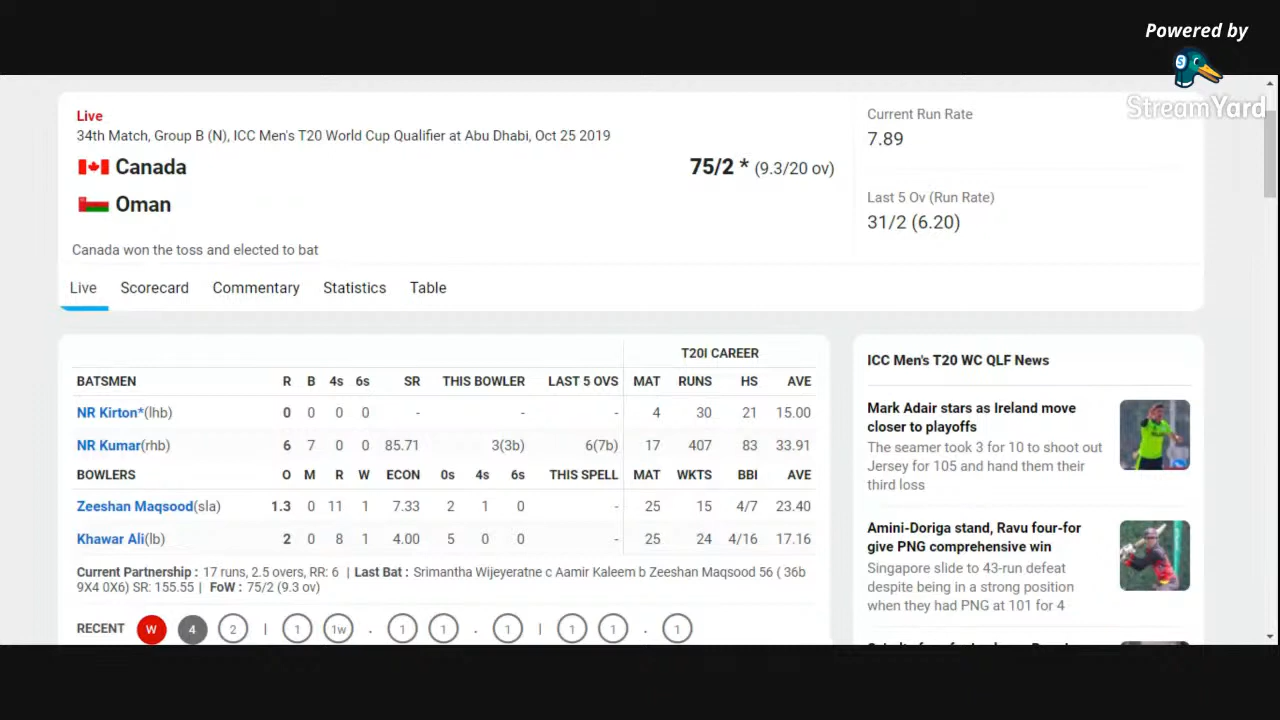 Powered by
StreamYard
Live
34th Match, Group B (N), ICC Men's T20 World Cup Qualifier at Abu Dhabi, Oct 25 2019
Canada 75/2 * (9.3/20 ov)
Oman
Canada won the toss and elected to bat
Current Run Rate
7.89
Last 5 Ov (Run Rate)
31/2 (6.20)
Live Scorecard Commentary Statistics Table
T20I CAREER
BATSMEN R B 4s 6s SR THIS BOWLER LAST 5 OVS MAT RUNS HS AVE
NR Kirton*(lhb) 0 0 0 0 - - - 4 30 21 15.00
NR Kumar(rhb) 6 7 0 0 85.71 3(3b) 6(7b) 17 407 83 33.91
BOWLERS O M R W ECON 0s 4s 6s THIS SPELL MAT WKTS BBI AVE
Zeeshan Maqsood(sla) 1.3 0 11 1 7.33 2 1 0 - 25 15 4/7 23.40
Khawar Ali(lb) 2 0 8 1 4.00 5 0 0 - 25 24 4/16 17.16
Current Partnership : 17 runs, 2.5 overs, RR: 6 | Last Bat : Srimantha Wijeyeratne c Aamir Kaleem b Zeeshan Maqsood 56 ( 36b
9X4 0X6) SR: 155.55 | FoW : 75/2 (9.3 ov)
RECENT W 4 2 | 1 1w . 1 1 . 1 | 1 1 . 1
ICC Men's T20 WC QLF News
Mark Adair stars as Ireland move
closer to playoffs
The seamer took 3 for 10 to shoot out
Jersey for 105 and hand them their
third loss
Amini-Doriga stand, Ravu four-for
give PNG comprehensive win
Singapore slide to 43-run defeat
despite being in a strong position
when they had PNG at 101 for 4